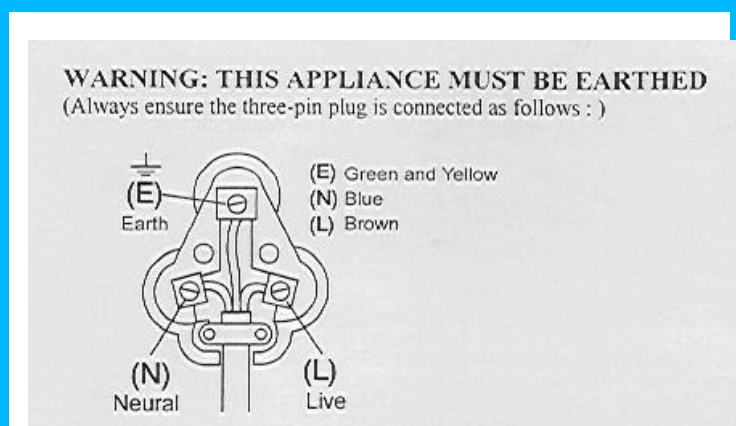 WARNING: THIS APPLIANCE MUST BE EARTHED
(Always ensure the three-pin plug is connected as follows : )
(E) Green and Yellow
(N) Blue
(L) Brown
(E)
Earth
(N)
Neural
(L)
Live